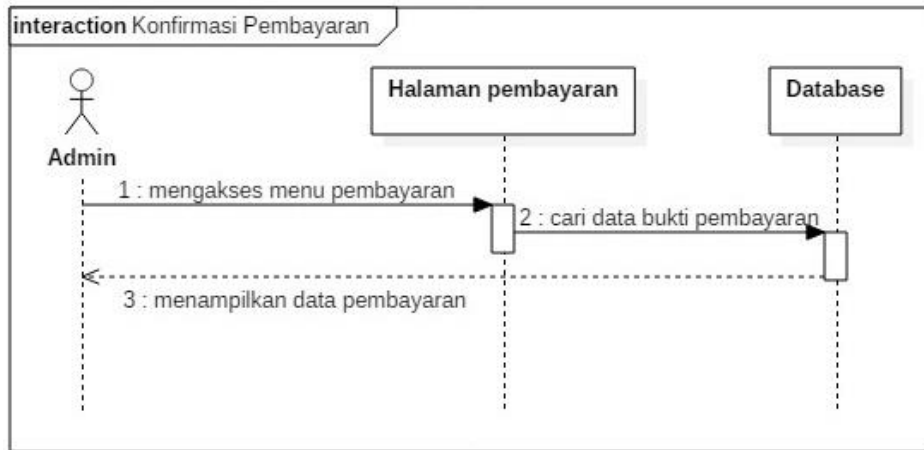 interaction Konfirmasi Pembayaran
Halaman pembayaran
Database
Admin
1 : mengakses menu pembayaran
2 : cari data bukti pembayaran
3 : menampilkan data pembayaran